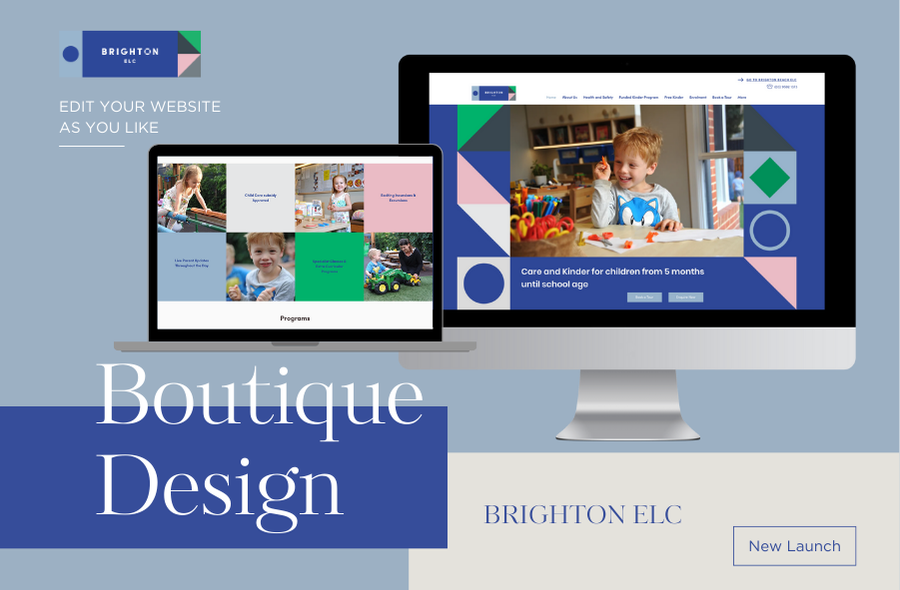 BRIGHTON
ELC
EDIT YOUR WEBSITE
AS YOU LIKE
GO TO BRIGHTON BEACH ELC
BRIGHTON
Home About Us Health and Safety Funded Kinder Program Free Kinder Enrolment Book a Tour More
Care and Kinder for children from 5 months
until school age
Book a Tour
Child Care subsidy
Approved
Exciting Incursions &
Excursions
Live Parent Updates
Throughout the Day
Programs
Programs
Boutique
Design
BRIGHTON ELC
New Launch